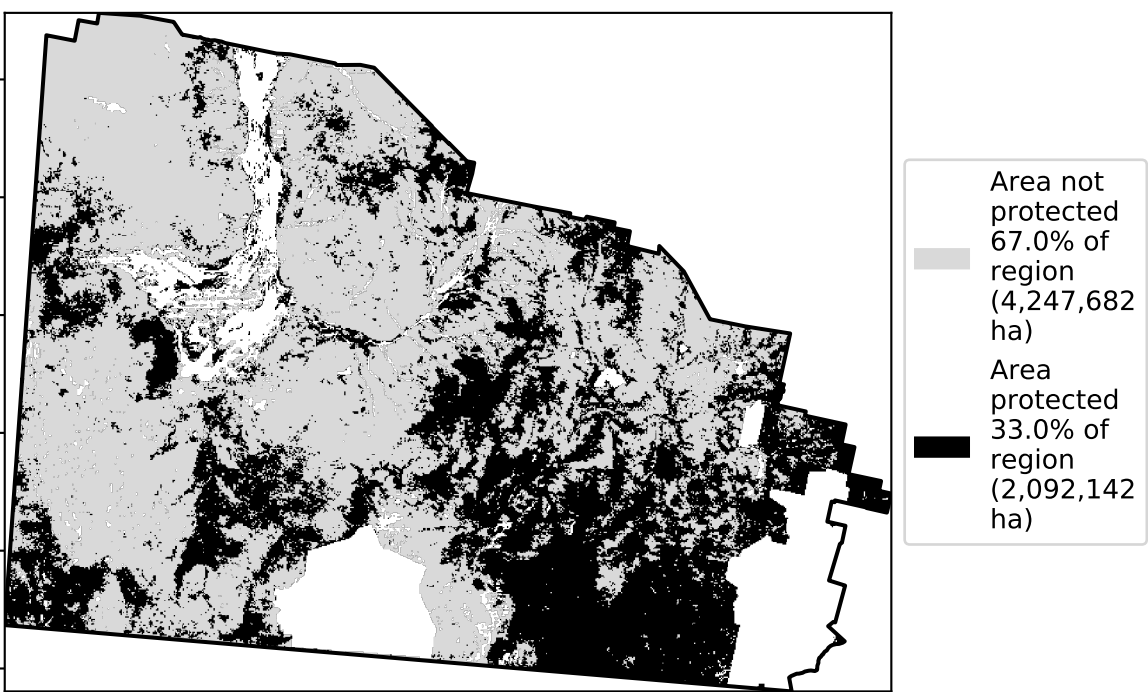 Area not
protected
67.0% of
region
(4,247,682
ha)
Area
protected
33.0% of
region
(2,092,142
ha)